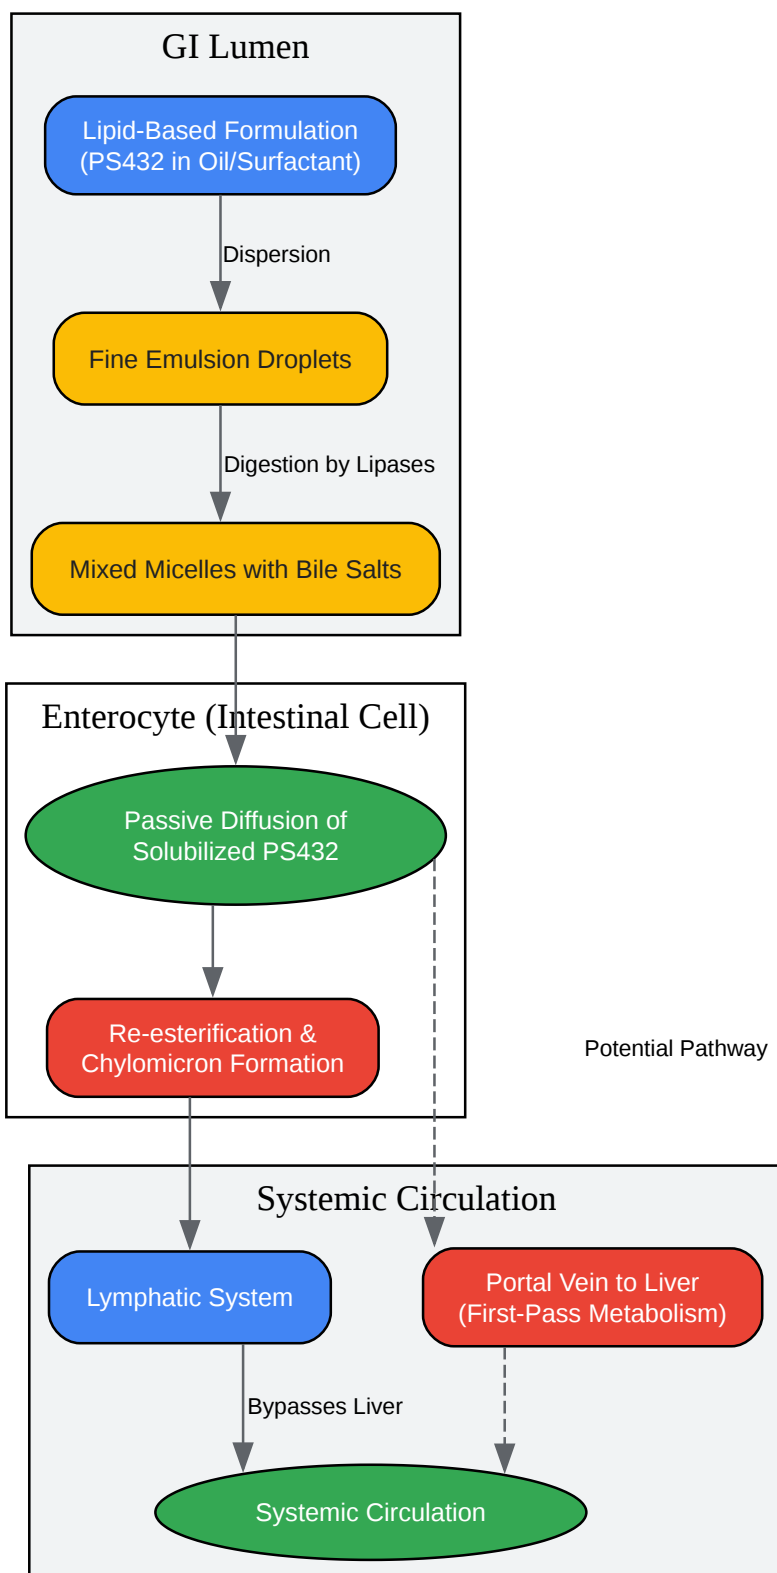 GI Lumen
Lipid-Based Formulation
(PS432 in Oil/Surfactant)
Dispersion
Fine Emulsion Droplets
Digestion by Lipases
Mixed Micelles with Bile Salts
Enterocyte (Intestinal Cell)
Passive Diffusion of
Solubilized PS432
Re-esterification &
Chylomicron Formation
Potential Pathway
Systemic Circulation
Lymphatic System
Portal Vein to Liver
(First-Pass Metabolism)
Bypasses Liver
Systemic Circulation